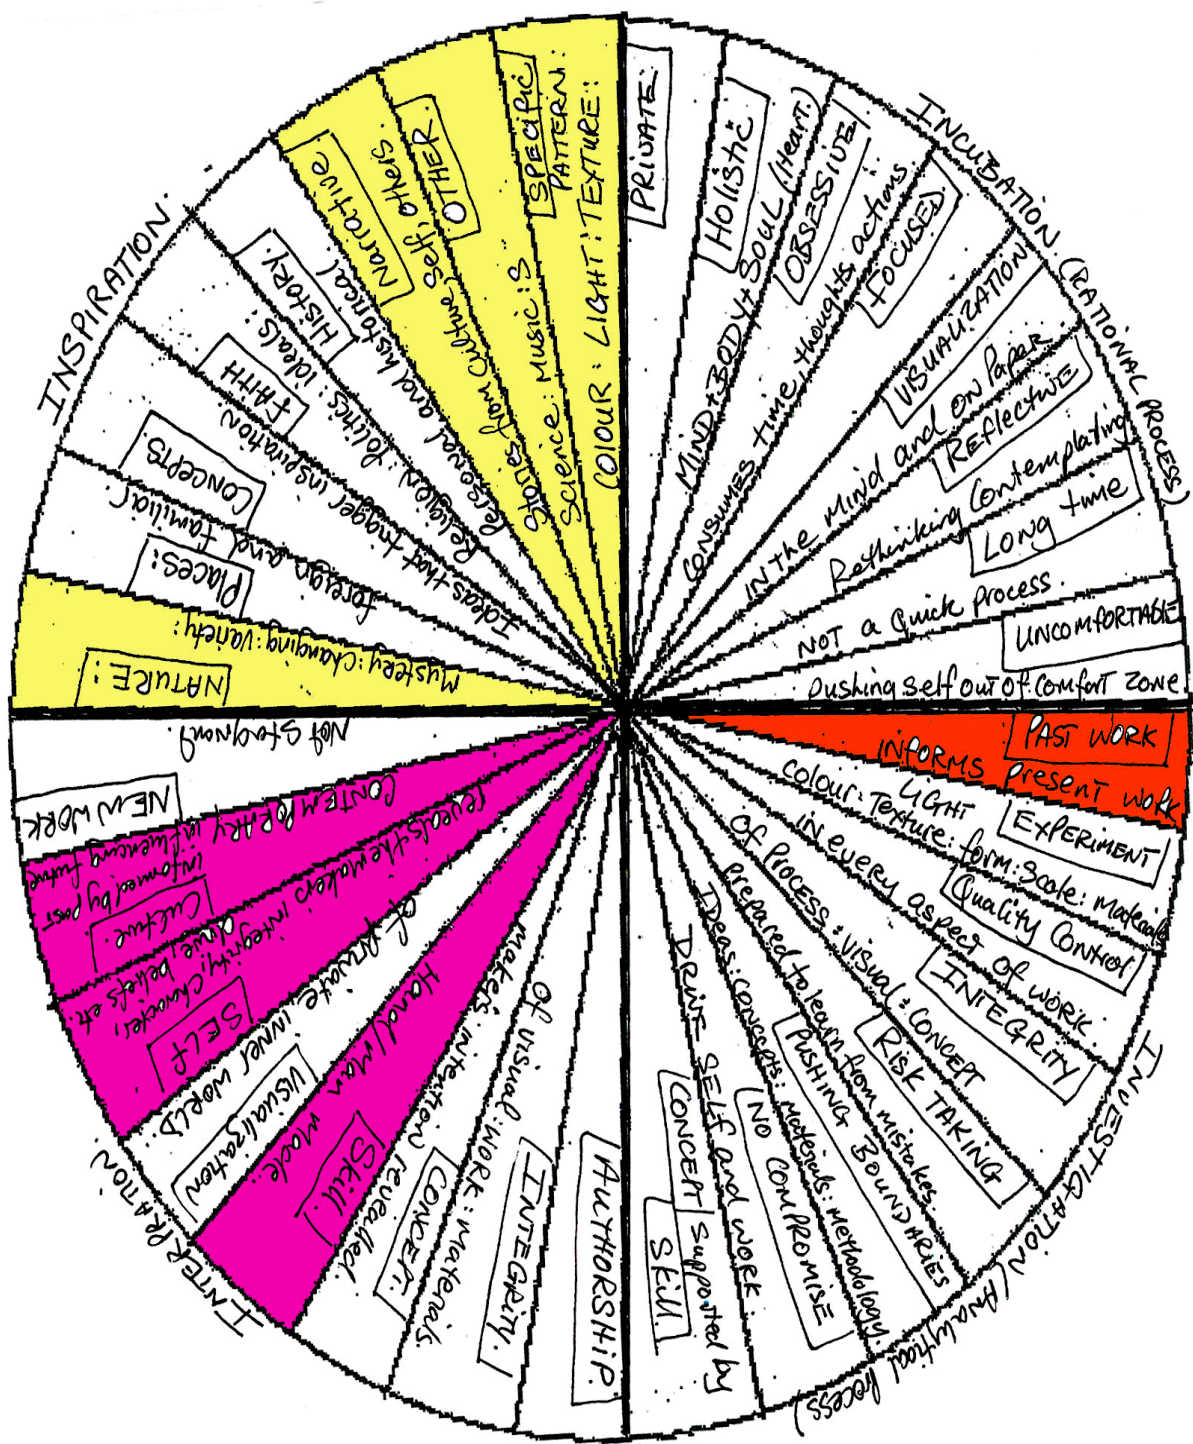 INCUBATION (RATIONAL PROCESS)
PRIVATE:
Holistic
MIND+BODY+SOUL (Heart.)
OBSESSIVE
CONSUMES time, thoughts, actions
FOCUSED
VISUALIZATION
IN the MIND and on Paper
Reflective
Rethinking Contemplating
LONG time
NOT a Quick process.
UNCOMFORTABLE
Pushing self out of comfort zone
INVESTIGATION (Analytical Process)
PAST WORK
INFORMS Present WORK
EXPERIMENT
LIGHT
COLOUR: Texture: form: Scale: Materials
Quality CONTROL
in every aspect of WORK.
INTEGRITY
of PROCESS: VISUAL: CONCEPT
RISK TAKING
prepared to learn from mistakes.
PUSHING BOUNDARIES
IDeas: CONCEPTS: Materials: Methodology.
NO COMPROMISE
DRIVE SELF AND WORK:
CONCEPT Supported by
Skill
INTERPRATION
AUTHORSHIP.
INTEGRITY.
of visual: WORK: Materials.
CONCEPT:
makers: intention revealled.
Skill.
Hand/Man made.
Visualization
of private inner WORLD.
SELF
reveals the Makers integrity, Character,
drive, beliefs etc.
Culture.
CONTEMPORARY influencing future
informed by past
NEW WORK
Not Stagnant.
INSPIRATION
NATURE:
Mystery: Changing: Variety:
Places:
foreign and familiar.
CONCEPTS.
Ideas that trigger inspiration.
FAITH
Religion: Politics: ideals:
HISTORY.
Personal and historical
Narrative.
Stories from Culture, Self, others.
OTHER.
Science: Music: S
SPECIFIC
PATTERN:
COLOUR: LIGHT: TEXTURE: